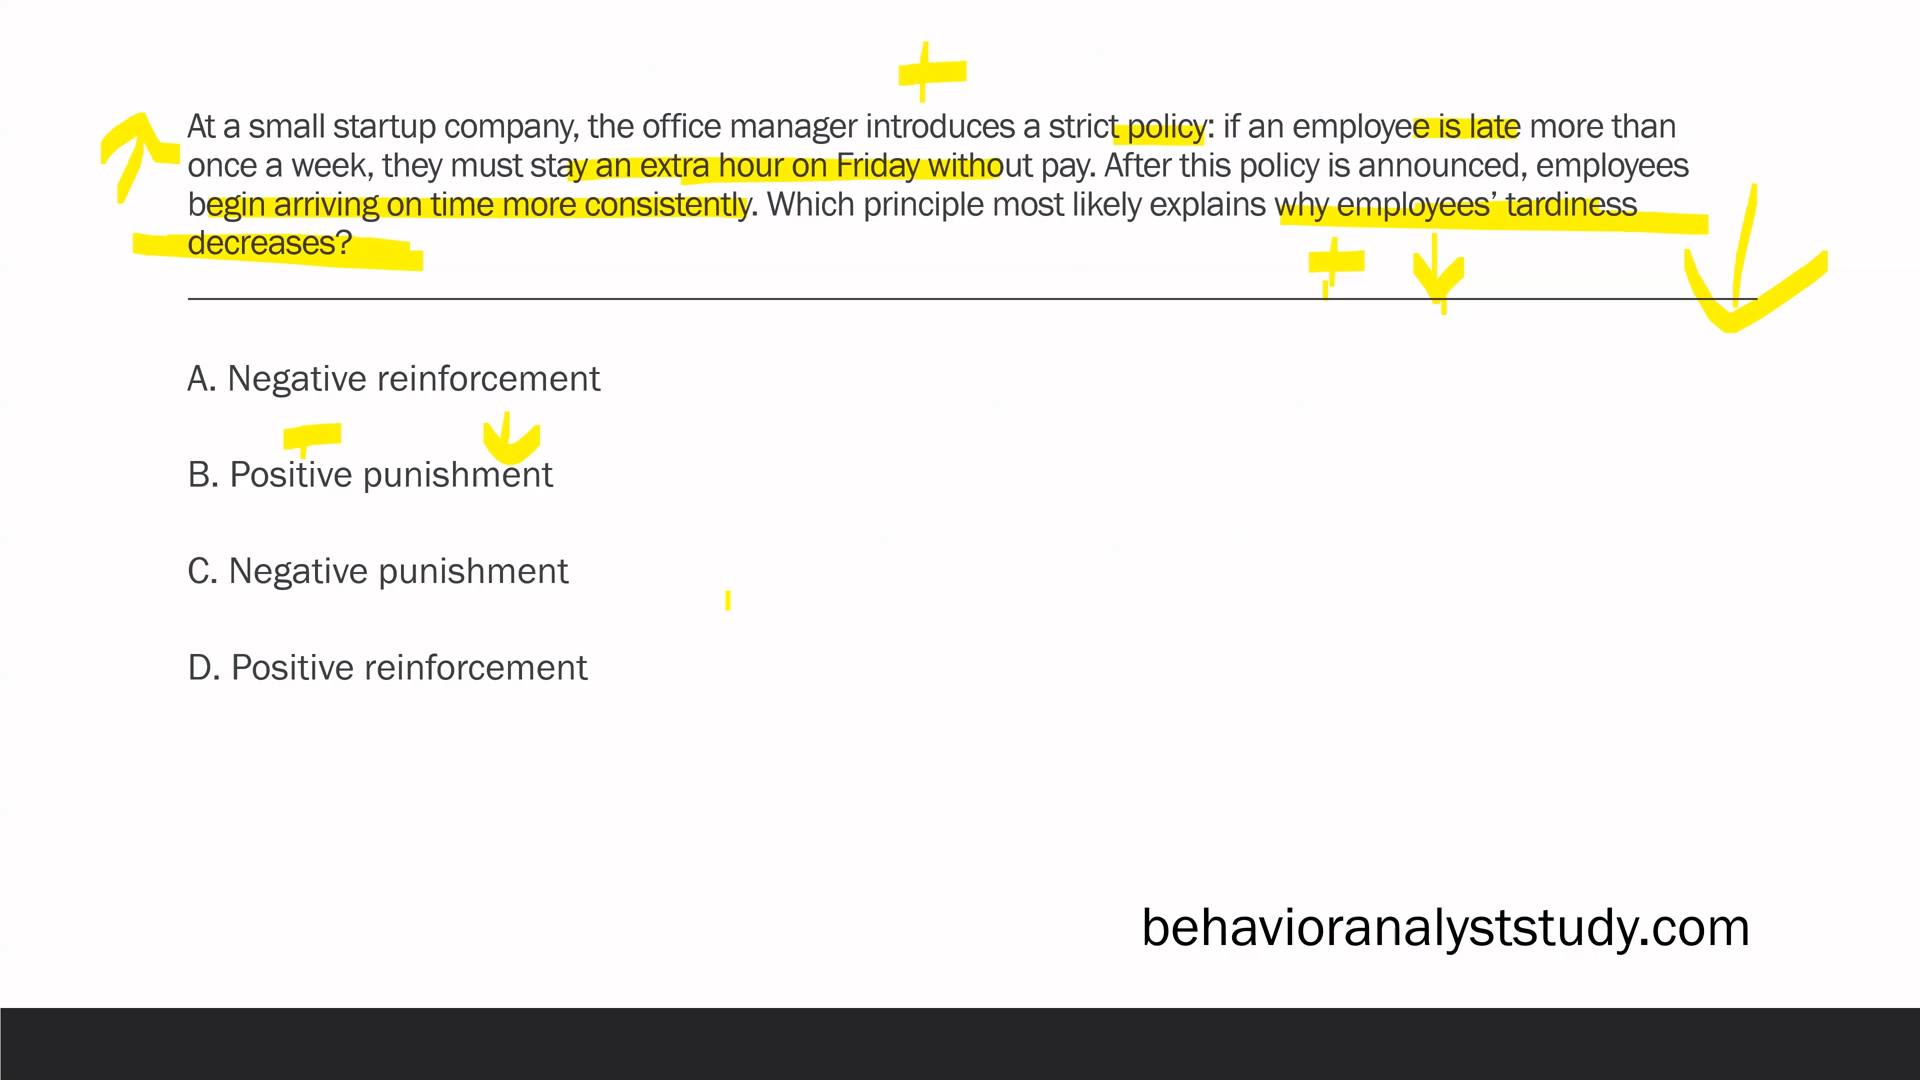 At a small startup company, the office manager introduces a strict policy: if an employee is late more than
once a week, they must stay an extra hour on Friday without pay. After this policy is announced, employees
begin arriving on time more consistently. Which principle most likely explains why employees’ tardiness
decreases?
A. Negative reinforcement
B. Positive punishment
C. Negative punishment
D. Positive reinforcement
behavioranalyststudy.com